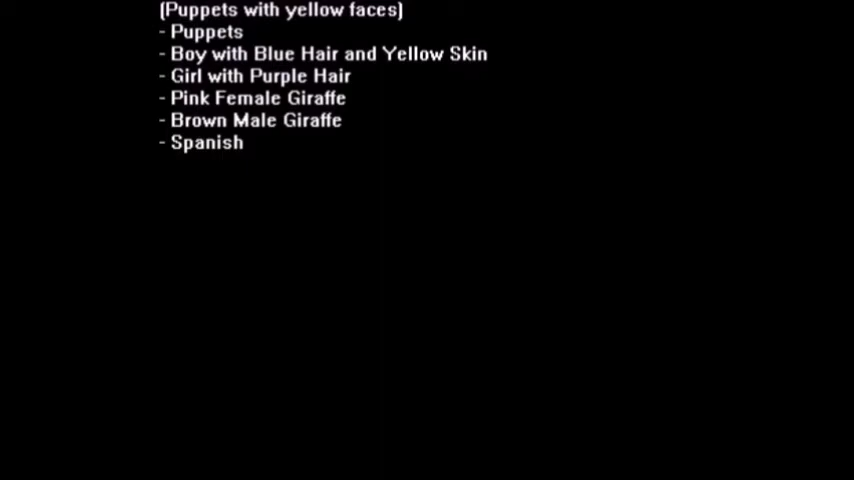 (Puppets with yellow faces)
- Puppets
- Boy with Blue Hair and Yellow Skin
- Girl with Purple Hair
- Pink Female Giraffe
- Brown Male Giraffe
- Spanish